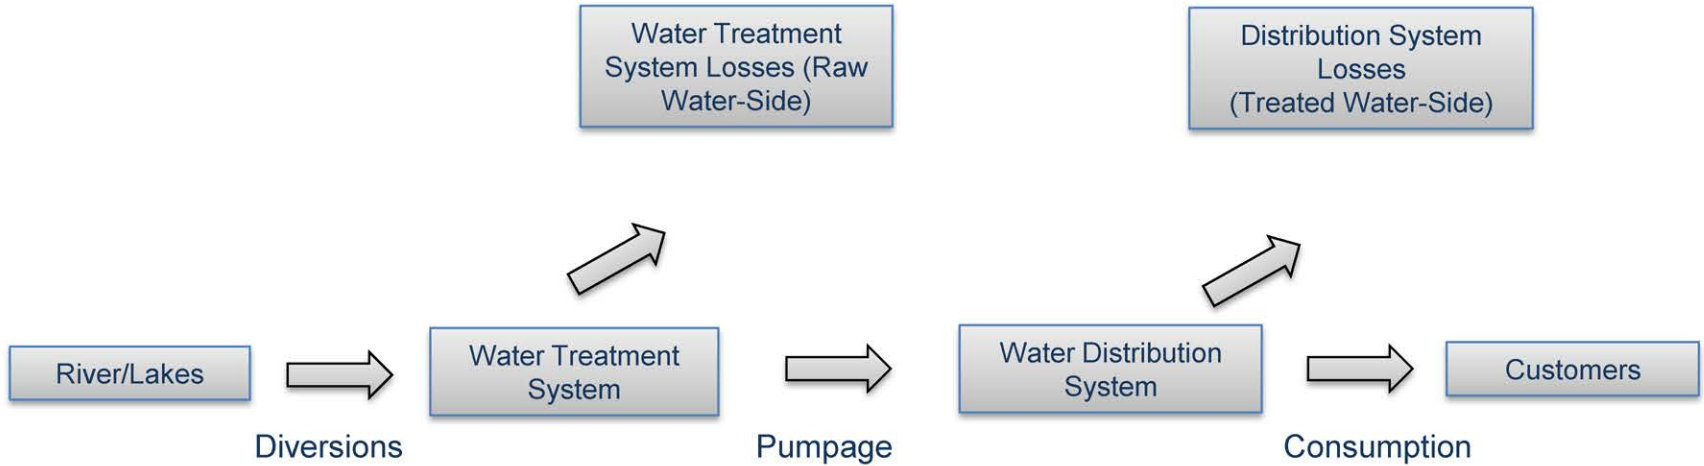 Water Treatment
System Losses (Raw
Water-Side)
Distribution System
Losses
(Treated Water-Side)
River/Lakes
Water Treatment
System
Water Distribution
System
Customers
Diversions
Pumpage
Consumption